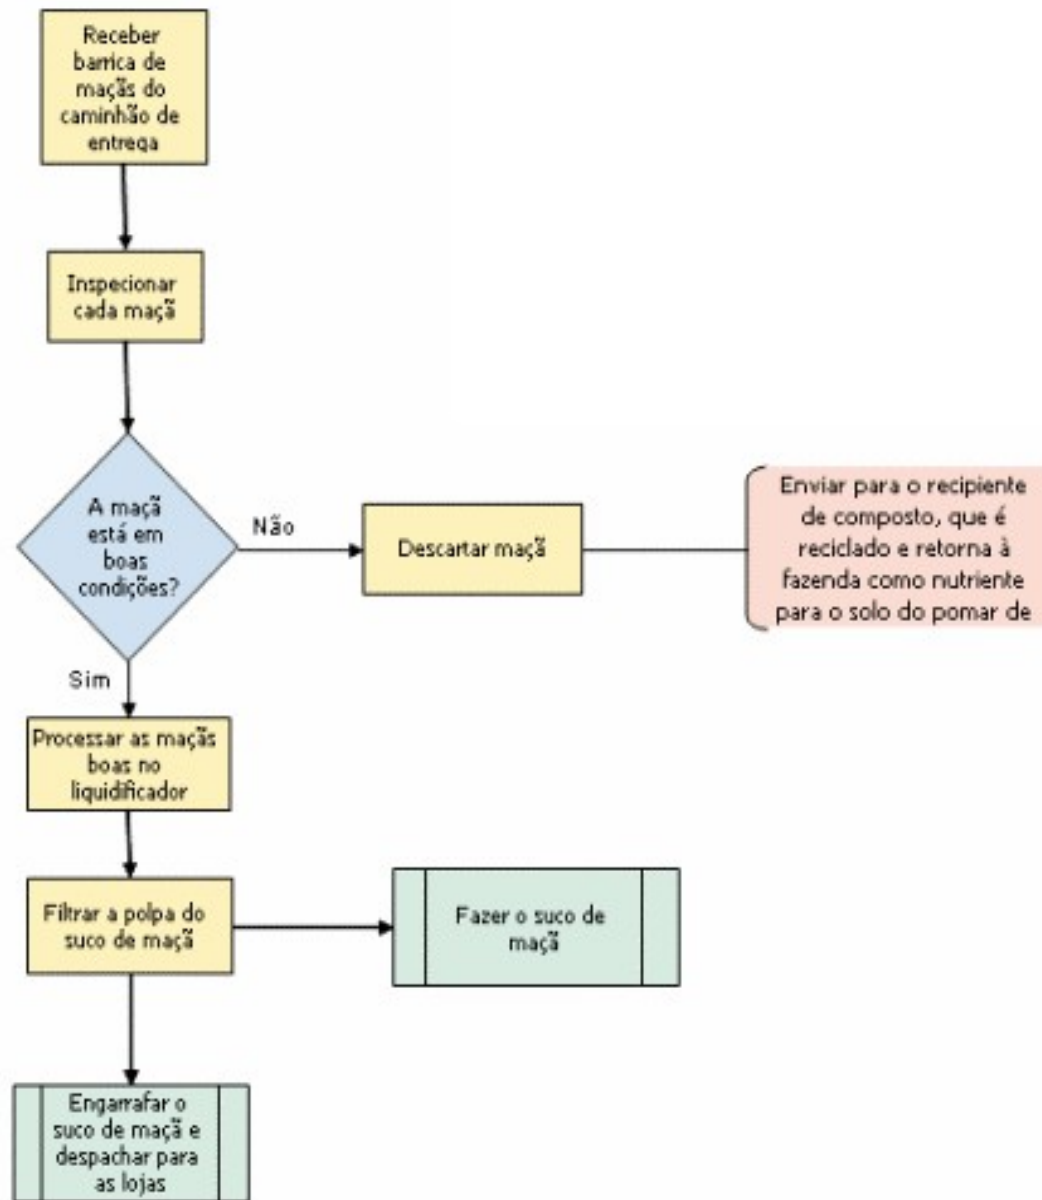 Receber
barrica de
maçãs do
caminhão de
entrega
Inspecionar
cada maçã
A maçã
está em
boas
condições?
Não
Descartar maçã
Enviar para o recipiente
de composto, que é
reciclado e retorna à
fazenda como nutriente
para o solo do pomar de
Sim
Processar as maçãs
boas no
liquidificador
Filtrar a polpa do
suco de maçã
Fazer o suco de
maçã
Engarrafar o
suco de maçã e
despachar para
as lojas